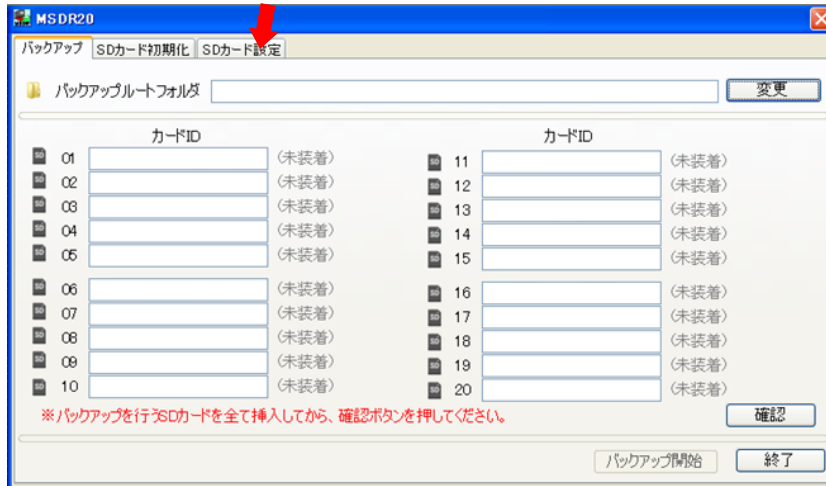 MSDR20
バックアップ SDカード初期化 SDカード設定
バックアップルートフォルダ 変更
カードID カードID
01 (未装着) 11 (未装着)
02 (未装着) 12 (未装着)
03 (未装着) 13 (未装着)
04 (未装着) 14 (未装着)
05 (未装着) 15 (未装着)
06 (未装着) 16 (未装着)
07 (未装着) 17 (未装着)
08 (未装着) 18 (未装着)
09 (未装着) 19 (未装着)
10 (未装着) 20 (未装着)
※バックアップを行うSDカードを全て挿入してから、確認ボタンを押してください。 確認
バックアップ開始 終了